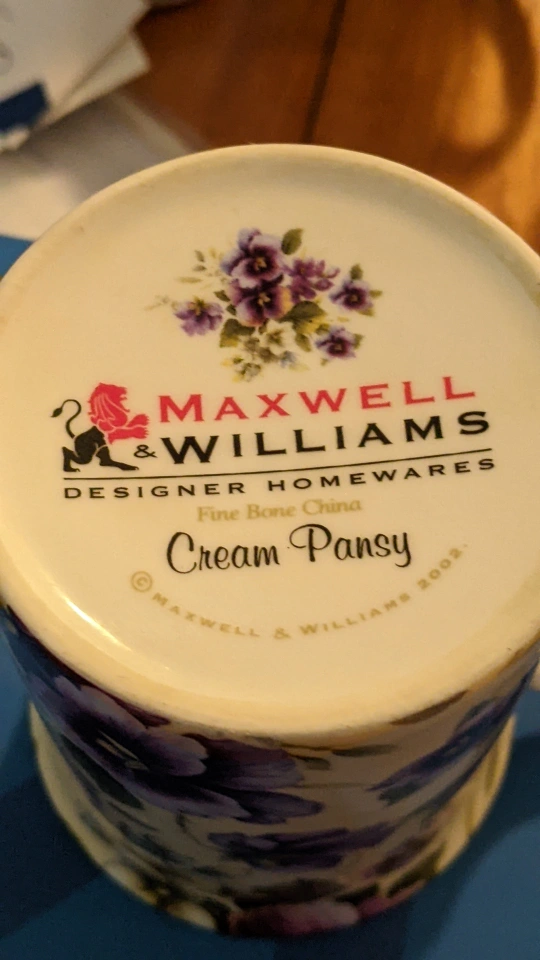 MAXWELL
& WILLIAMS
DESIGNER HOMEWARES
Fine Bone China
Cream Pansy
© MAXWELL & WILLIAMS 2002.